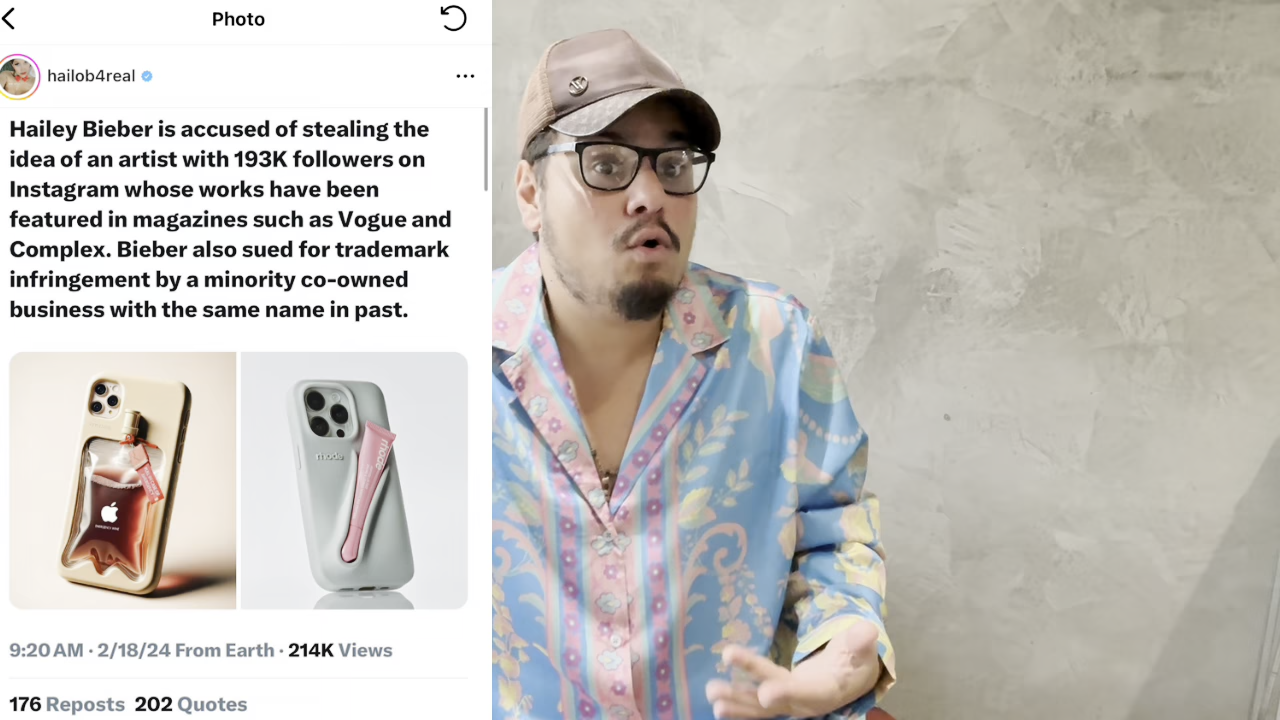 Photo
hailob4real
Hailey Bieber is accused of stealing the
idea of an artist with 193K followers on
Instagram whose works have been
featured in magazines such as Vogue and
Complex. Bieber also sued for trademark
infringement by a minority co-owned
business with the same name in past.
rhode
rhode
9:20 AM · 2/18/24 From Earth · 214K Views
176 Reposts 202 Quotes